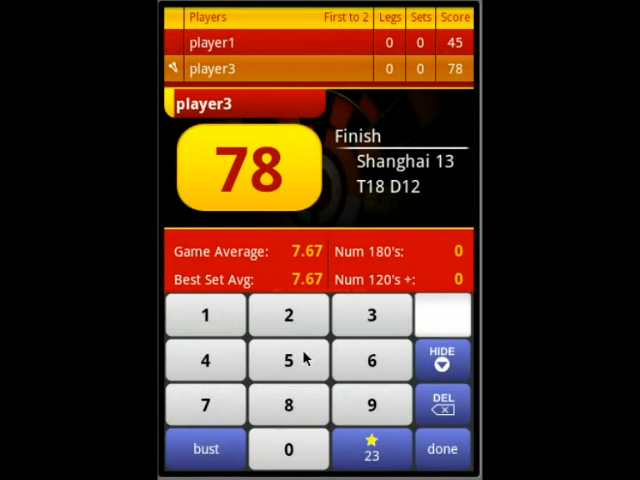 Players First to 2 Legs Sets Score
player1 0 0 45
player3 0 0 78
player3
78
Finish
Shanghai 13
T18 D12
Game Average: 7.67 Num 180's: 0
Best Set Avg: 7.67 Num 120's +: 0
1 2 3
4 5 6 HIDE
7 8 9 DEL
bust 0 23 done